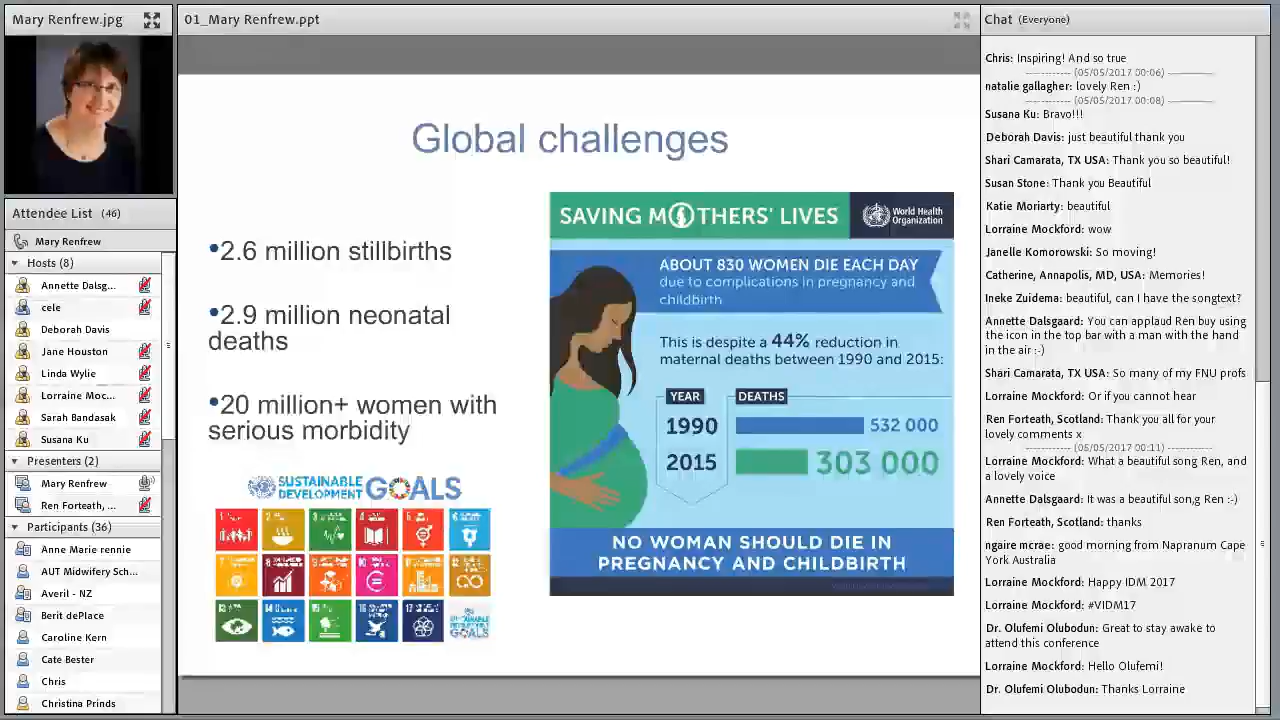 Mary Renfrew.jpg
Attendee List (46)
Mary Renfrew
Hosts (8)
Annette Dalsg...
cele
Deborah Davis
Jane Houston
Linda Wylie
Lorraine Moc...
Sarah Bandasak
Susana Ku
Presenters (2)
Mary Renfrew
Ren Forteath, ...
Participants (36)
Anne Marie rennie
AUT Midwifery Sch...
Averil - NZ
Berit dePlace
Caroline Kern
Cate Bester
Chris
Christina Prinds
01_Mary Renfrew.ppt
Global challenges
•2.6 million stillbirths
•2.9 million neonatal
deaths
•20 million+ women with
serious morbidity
SUSTAINABLE
DEVELOPMENT GOALS
1
2
3
4
5
6
8
10
12
14
15
16
17
GOALS
SAVING MOTHERS' LIVES
World Health
Organization
ABOUT 830 WOMEN DIE EACH DAY
due to complications in pregnancy and
childbirth
This is despite a 44% reduction in
maternal deaths between 1990 and 2015:
YEAR DEATHS
1990 532 000
2015 303 000
NO WOMAN SHOULD DIE IN
PREGNANCY AND CHILDBIRTH
Chat (Everyone)
Chris: Inspiring! And so true
(05/05/2017 00:06)
natalie gallagher: lovely Ren :)
(05/05/2017 00:08)
Susana Ku: Bravo!!!
Deborah Davis: just beautiful thank you
Shari Camarata, TX USA: Thank you so beautiful!
Susan Stone: Thank you Beautiful
Katie Moriarty: beautiful
Lorraine Mockford: wow
Janelle Komorowski: So moving!
Catherine, Annapolis, MD, USA: Memories!
Ineke Zuidema: beautiful, can I have the songtext?
Annette Dalsgaard: You can applaud Ren buy using
the icon in the top bar with a man with the hand
in the air :-)
Shari Camarata, TX USA: So many of my FNU profs
Lorraine Mockford: Or if you cannot hear
Ren Forteath, Scotland: Thank you all for your
lovely comments x
(05/05/2017 00:11)
Lorraine Mockford: What a beautiful song Ren, and
a lovely voice
Annette Dalsgaard: It was a beautiful son,g Ren :-)
Ren Forteath, Scotland: thanks
ngaire mcrae: good morning from Napranum Cape
York Australia
Lorraine Mockford: Happy IDM 2017
Lorraine Mockford: #VIDM17
Dr. Olufemi Olubodun: Great to stay awake to
attend this conference
Lorraine Mockford: Hello Olufemi!
Dr. Olufemi Olubodun: Thanks Lorraine